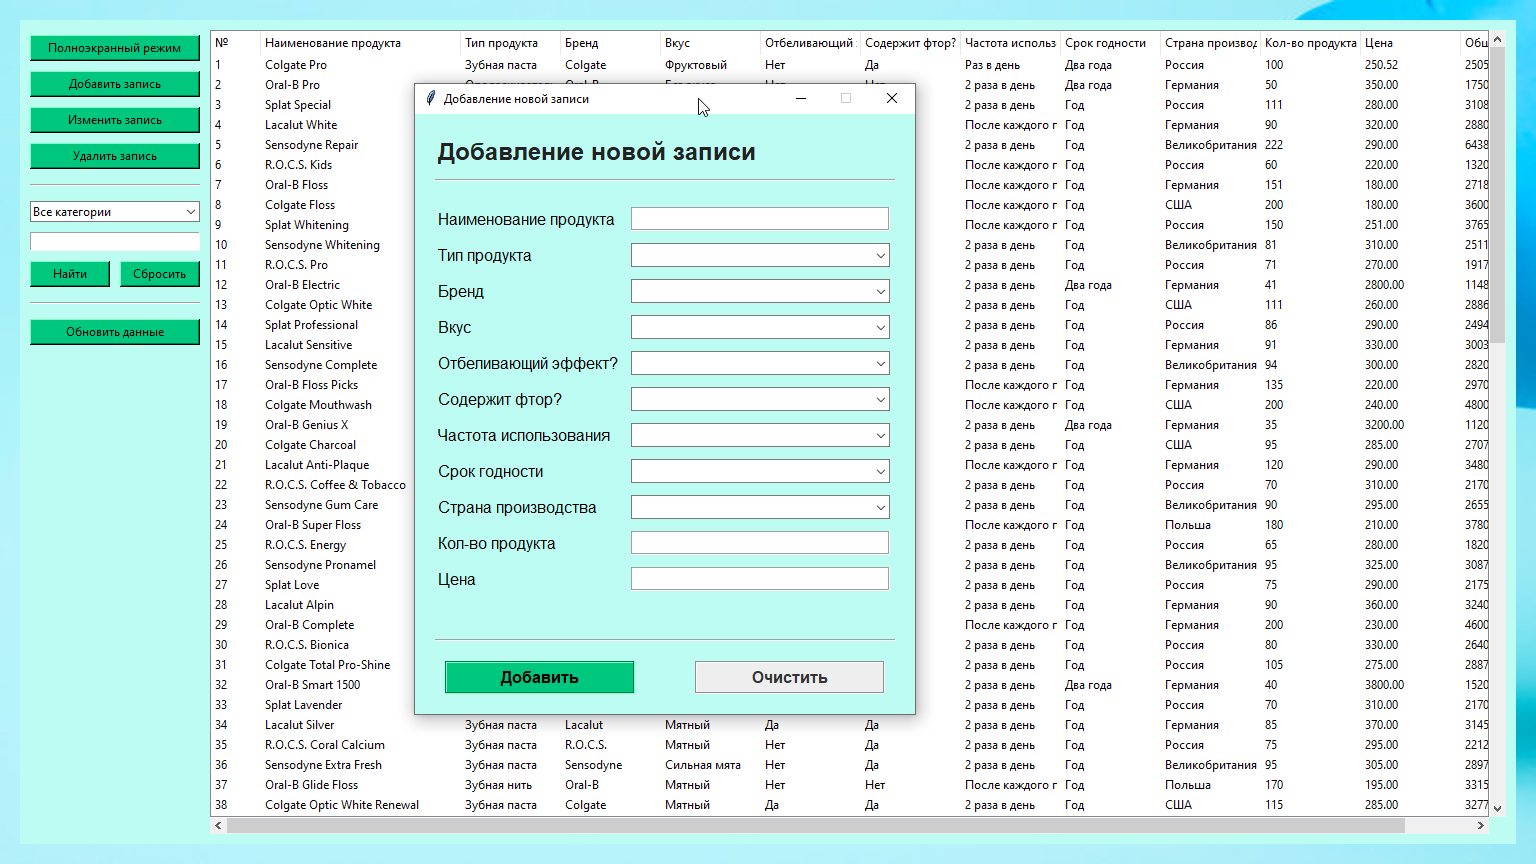 Полноэкранный режим
Добавить запись
Изменить запись
Удалить запись
Все категории
Найти Сбросить
Обновить данные
№ Наименование продукта Тип продукта Бренд Вкус Отбеливающий Содержит фтор? Частота использ Срок годности Страна производ Кол-во продукта Цена Общ
1 Colgate Pro Зубная паста Colgate Фруктовый Нет Да Раз в день Два года Россия 100 250.52 2505
2 Oral-B Pro 2 раза в день Два года Германия 50 350.00 1750
3 Splat Special 2 раза в день Год Россия 111 280.00 3108
4 Lacalut White После каждого г Год Германия 90 320.00 2880
5 Sensodyne Repair 2 раза в день Год Великобритания 222 290.00 6438
6 R.O.C.S. Kids После каждого г Год Россия 60 220.00 1320
7 Oral-B Floss После каждого г Год Германия 151 180.00 2718
8 Colgate Floss После каждого г Год США 200 180.00 3600
9 Splat Whitening После каждого г Год Россия 150 251.00 3765
10 Sensodyne Whitening 2 раза в день Год Великобритания 81 310.00 2511
11 R.O.C.S. Pro 2 раза в день Год Россия 71 270.00 1917
12 Oral-B Electric 2 раза в день Два года Германия 41 2800.00 1148
13 Colgate Optic White 2 раза в день Год США 111 260.00 2886
14 Splat Professional 2 раза в день Год Россия 86 290.00 2494
15 Lacalut Sensitive 2 раза в день Год Германия 91 330.00 3003
16 Sensodyne Complete 2 раза в день Год Великобритания 94 300.00 2820
17 Oral-B Floss Picks После каждого г Год Германия 135 220.00 2970
18 Colgate Mouthwash После каждого г Год США 200 240.00 4800
19 Oral-B Genius X 2 раза в день Два года Германия 35 3200.00 1120
20 Colgate Charcoal 2 раза в день Год США 95 285.00 2707
21 Lacalut Anti-Plaque После каждого г Год Германия 120 290.00 3480
22 R.O.C.S. Coffee & Tobacco 2 раза в день Год Россия 70 310.00 2170
23 Sensodyne Gum Care 2 раза в день Год Великобритания 90 295.00 2655
24 Oral-B Super Floss После каждого г Год Польша 180 210.00 3780
25 R.O.C.S. Energy 2 раза в день Год Россия 65 280.00 1820
26 Sensodyne Pronamel 2 раза в день Год Великобритания 95 325.00 3087
27 Splat Love 2 раза в день Год Россия 75 290.00 2175
28 Lacalut Alpin 2 раза в день Год Германия 90 360.00 3240
29 Oral-B Complete После каждого г Год Германия 200 230.00 4600
30 R.O.C.S. Bionica 2 раза в день Год Россия 80 330.00 2640
31 Colgate Total Pro-Shine 2 раза в день Год Россия 105 275.00 2887
32 Oral-B Smart 1500 2 раза в день Два года Германия 40 3800.00 1520
33 Splat Lavender 2 раза в день Год Россия 70 310.00 2170
34 Lacalut Silver Зубная паста Lacalut Мятный Да Да 2 раза в день Год Германия 85 370.00 3145
35 R.O.C.S. Coral Calcium Зубная паста R.O.C.S. Мятный Нет Да 2 раза в день Год Россия 75 295.00 2212
36 Sensodyne Extra Fresh Зубная паста Sensodyne Сильная мята Нет Да 2 раза в день Год Великобритания 95 305.00 2897
37 Oral-B Glide Floss Зубная нить Oral-B Мятный Нет Нет После каждого г Год Польша 170 195.00 3315
38 Colgate Optic White Renewal Зубная паста Colgate Мятный Да Да 2 раза в день Год США 115 285.00 3277
Добавление новой записи
Добавление новой записи
Наименование продукта
Тип продукта
Бренд
Вкус
Отбеливающий эффект?
Содержит фтор?
Частота использования
Срок годности
Страна производства
Кол-во продукта
Цена
Добавить Очистить